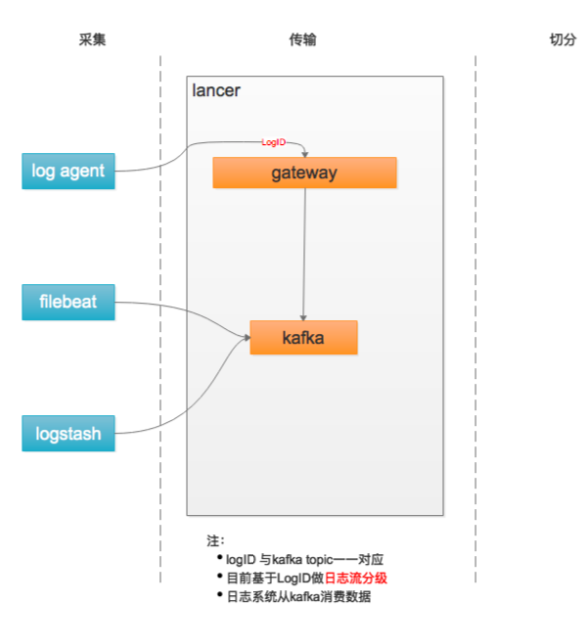 采集
传输
切分
lancer
LogID
log agent
gateway
filebeat
kafka
logstash
注：
• logID 与kafka topic一一对应
• 目前基于LogID做日志流分级
• 日志系统从kafka消费数据